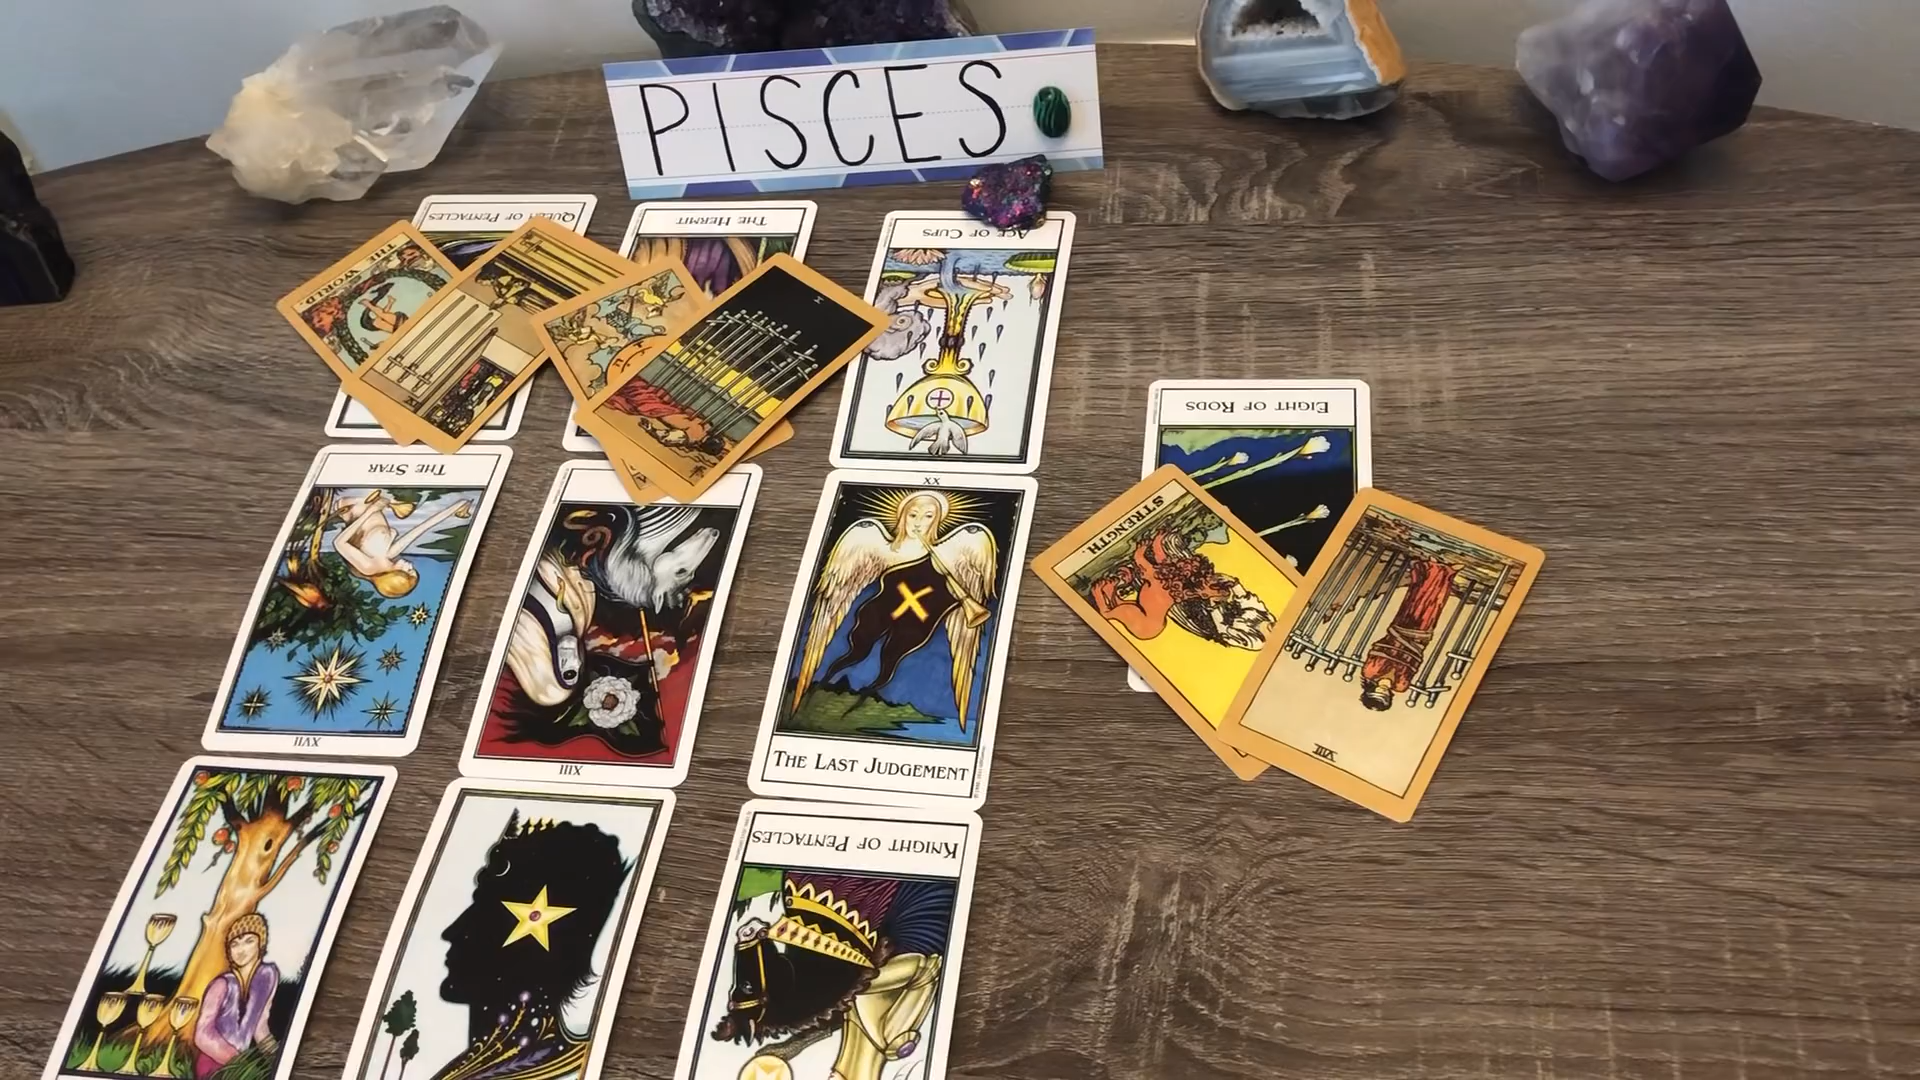 PISCES
QUEEN OF PENTACLES
THE HERMIT
ACE OF CUPS
THE WORLD.
X
EIGHT OF RODS
THE STAR
XX
STRENGTH.
XVII
XIII
THE LAST JUDGEMENT
VIII
KNIGHT OF PENTACLES